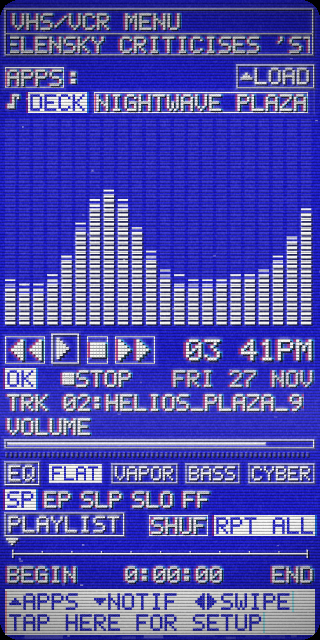 VHS/VCR MENU
ELENSKY CRITICISES 'ST
APPS: ▲LOAD
♪ DECK NIGHTWAVE PLAZA
03 41PM
OK ■STOP FRI 27 NOV
TRK 02:HELIOS_PLAZA_9
VOLUME
EQ FLAT VAPOR BASS CYBER
SP EP SLP SLO FF
PLAYLIST SHUF RPT ALL
BEGIN 0:00:00 END
▲APPS ▼NOTIF ◀▶SWIPE
TAP HERE FOR SETUP